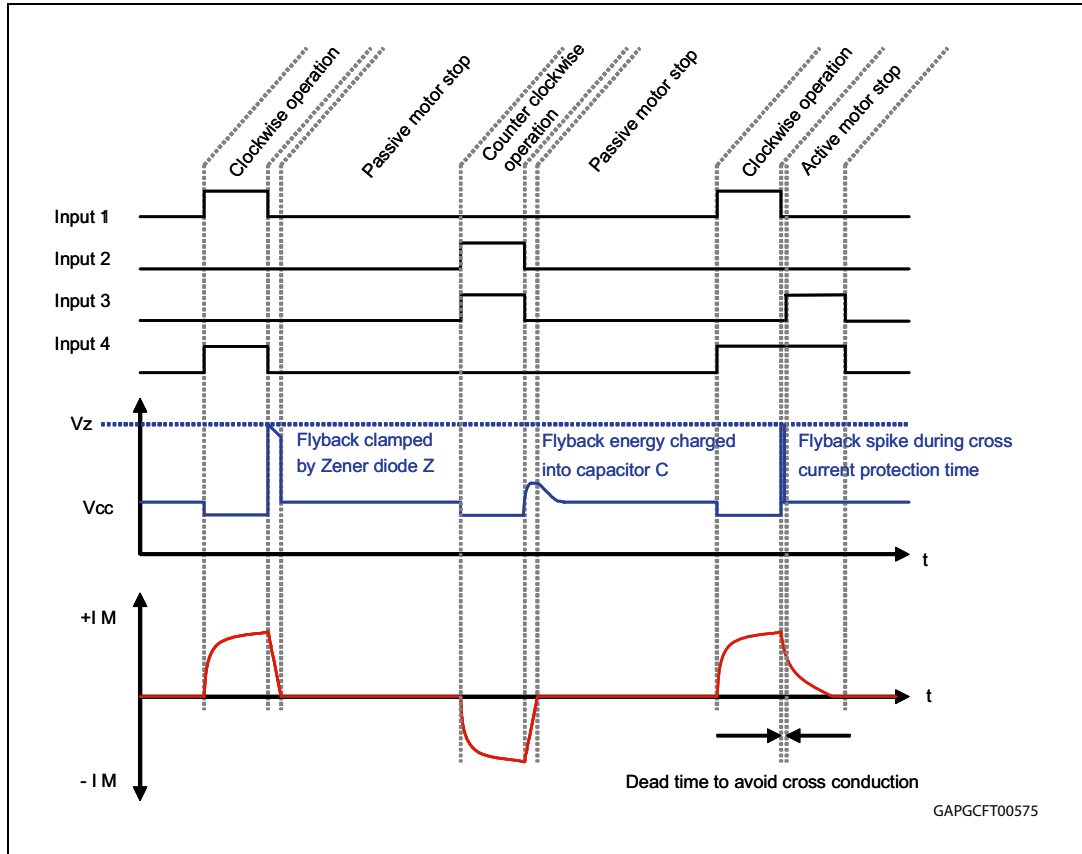 Clockwise operation
Passive motor stop
Counter clockwise
operation
Passive motor stop
Clockwise operation
Active motor stop
Input 1
Input 2
Input 3
Input 4
Vz
Flyback clamped
by Zener diode Z
Flyback energy charged
into capacitor C
Flyback spike during cross
current protection time
Vcc
t
+I M
t
- I M
Dead time to avoid cross conduction
GAPGCFT00575